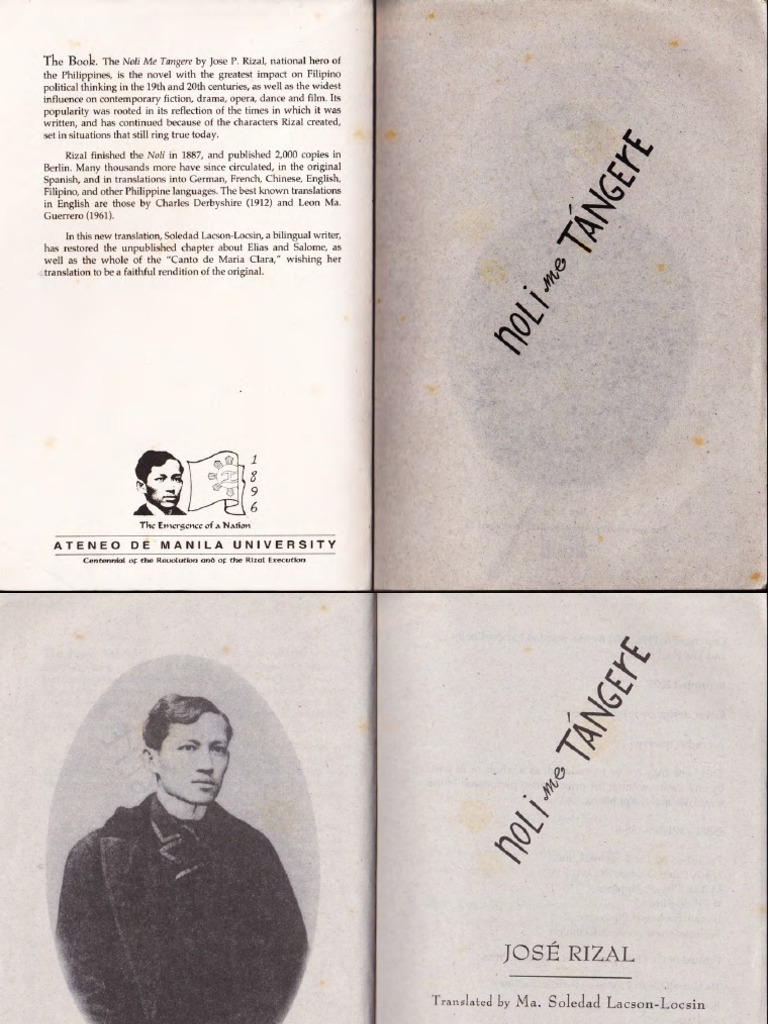 The Book. The Noli Me Tangere by Jose P. Rizal, national hero of
the Philippines, is the novel with the greatest impact on Filipino
political thinking in the 19th and 20th centuries, as well as the widest
influence on contemporary fiction, drama, opera, dance and film. Its
popularity was rooted in its reflection of the times in which it was
written, and has continued because of the characters Rizal created,
set in situations that still ring true today.
Rizal finished the Noli in 1887, and published 2,000 copies in
Berlin. Many thousands more have since circulated, in the original
Spanish, and in translations into German, French, Chinese, English,
Filipino, and other Philippine languages. The best known translations
in English are those by Charles Derbyshire (1912) and Leon Ma.
Guerrero (1961).
In this new translation, Soledad Lacson-Locsin, a bilingual writer,
has restored the unpublished chapter about Elias and Salome, as
well as the whole of the "Canto de Maria Clara," wishing her
translation to be a faithful rendition of the original.
1896
The Emergence of a Nation
ATENEO DE MANILA UNIVERSITY
Centennial of the Revolution and of the Rizal Execution
NOLI me TÁNGERE
NOLI me TÁNGERE
JOSÉ RIZAL
Translated by Ma. Soledad Lacson-Locsin